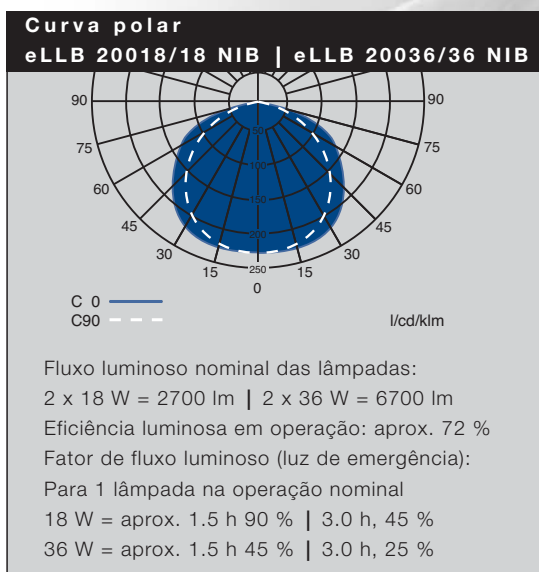 Curva polar
eLLB 20018/18 NIB | eLLB 20036/36 NIB
90 90
75 75
60 60
45 45
30 30
15 15
0
50
100
150
200
250
C 0
C90 I/cd/klm
Fluxo luminoso nominal das lâmpadas:
2 x 18 W = 2700 lm | 2 x 36 W = 6700 lm
Eficiência luminosa em operação: aprox. 72 %
Fator de fluxo luminoso (luz de emergência):
Para 1 lâmpada na operação nominal
18 W = aprox. 1.5 h 90 % | 3.0 h, 45 %
36 W = aprox. 1.5 h 45 % | 3.0 h, 25 %